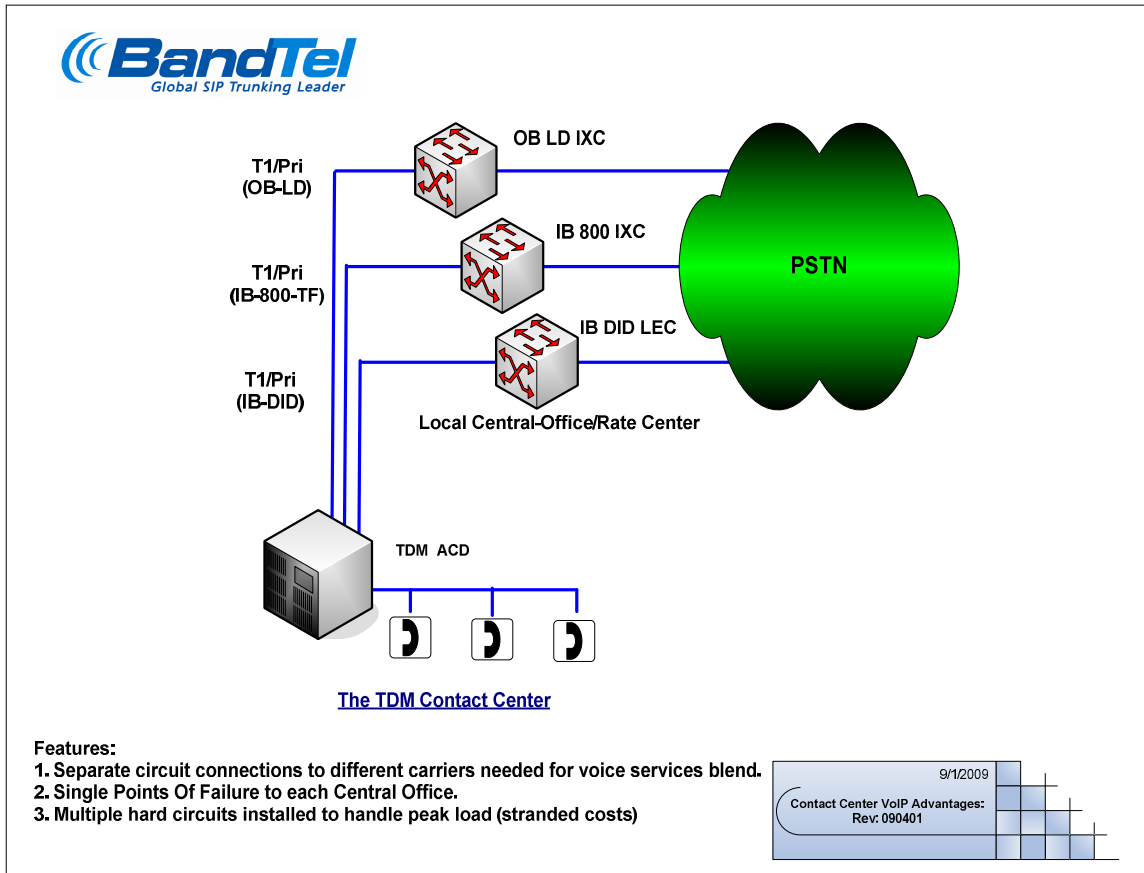 BandTel
Global SIP Trunking Leader
OB LD IXC
T1/Pri
(OB-LD)
IB 800 IXC
T1/Pri
(IB-800-TF)
PSTN
IB DID LEC
T1/Pri
(IB-DID)
Local Central-Office/Rate Center
TDM ACD
The TDM Contact Center
Features:
1. Separate circuit connections to different carriers needed for voice services blend.
2. Single Points Of Failure to each Central Office.
3. Multiple hard circuits installed to handle peak load (stranded costs)
9/1/2009
Contact Center VoIP Advantages:
Rev: 090401